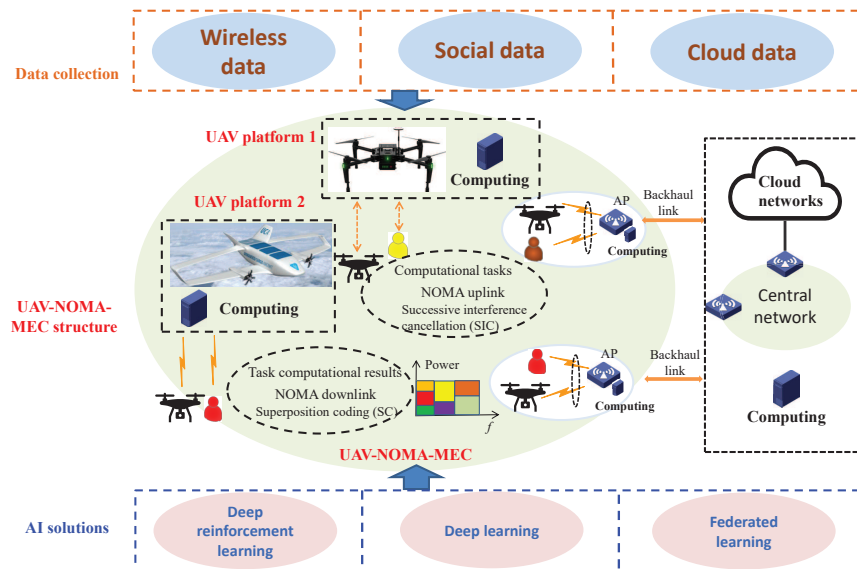 Wireless
data
Social data
Cloud data
Data collection
UAV platform 1
Computing
UAV platform 2
Computing
AP
Computing
Backhaul
link
Cloud
networks
Computational tasks
NOMA uplink
Successive interference
cancellation (SIC)
Central
network
UAV-NOMA-
MEC structure
Task computational results
NOMA downlink
Superposition coding (SC)
Power
f
AP
Computing
Backhaul
link
Computing
UAV-NOMA-MEC
AI solutions
Deep
reinforcement
learning
Deep learning
Federated
learning